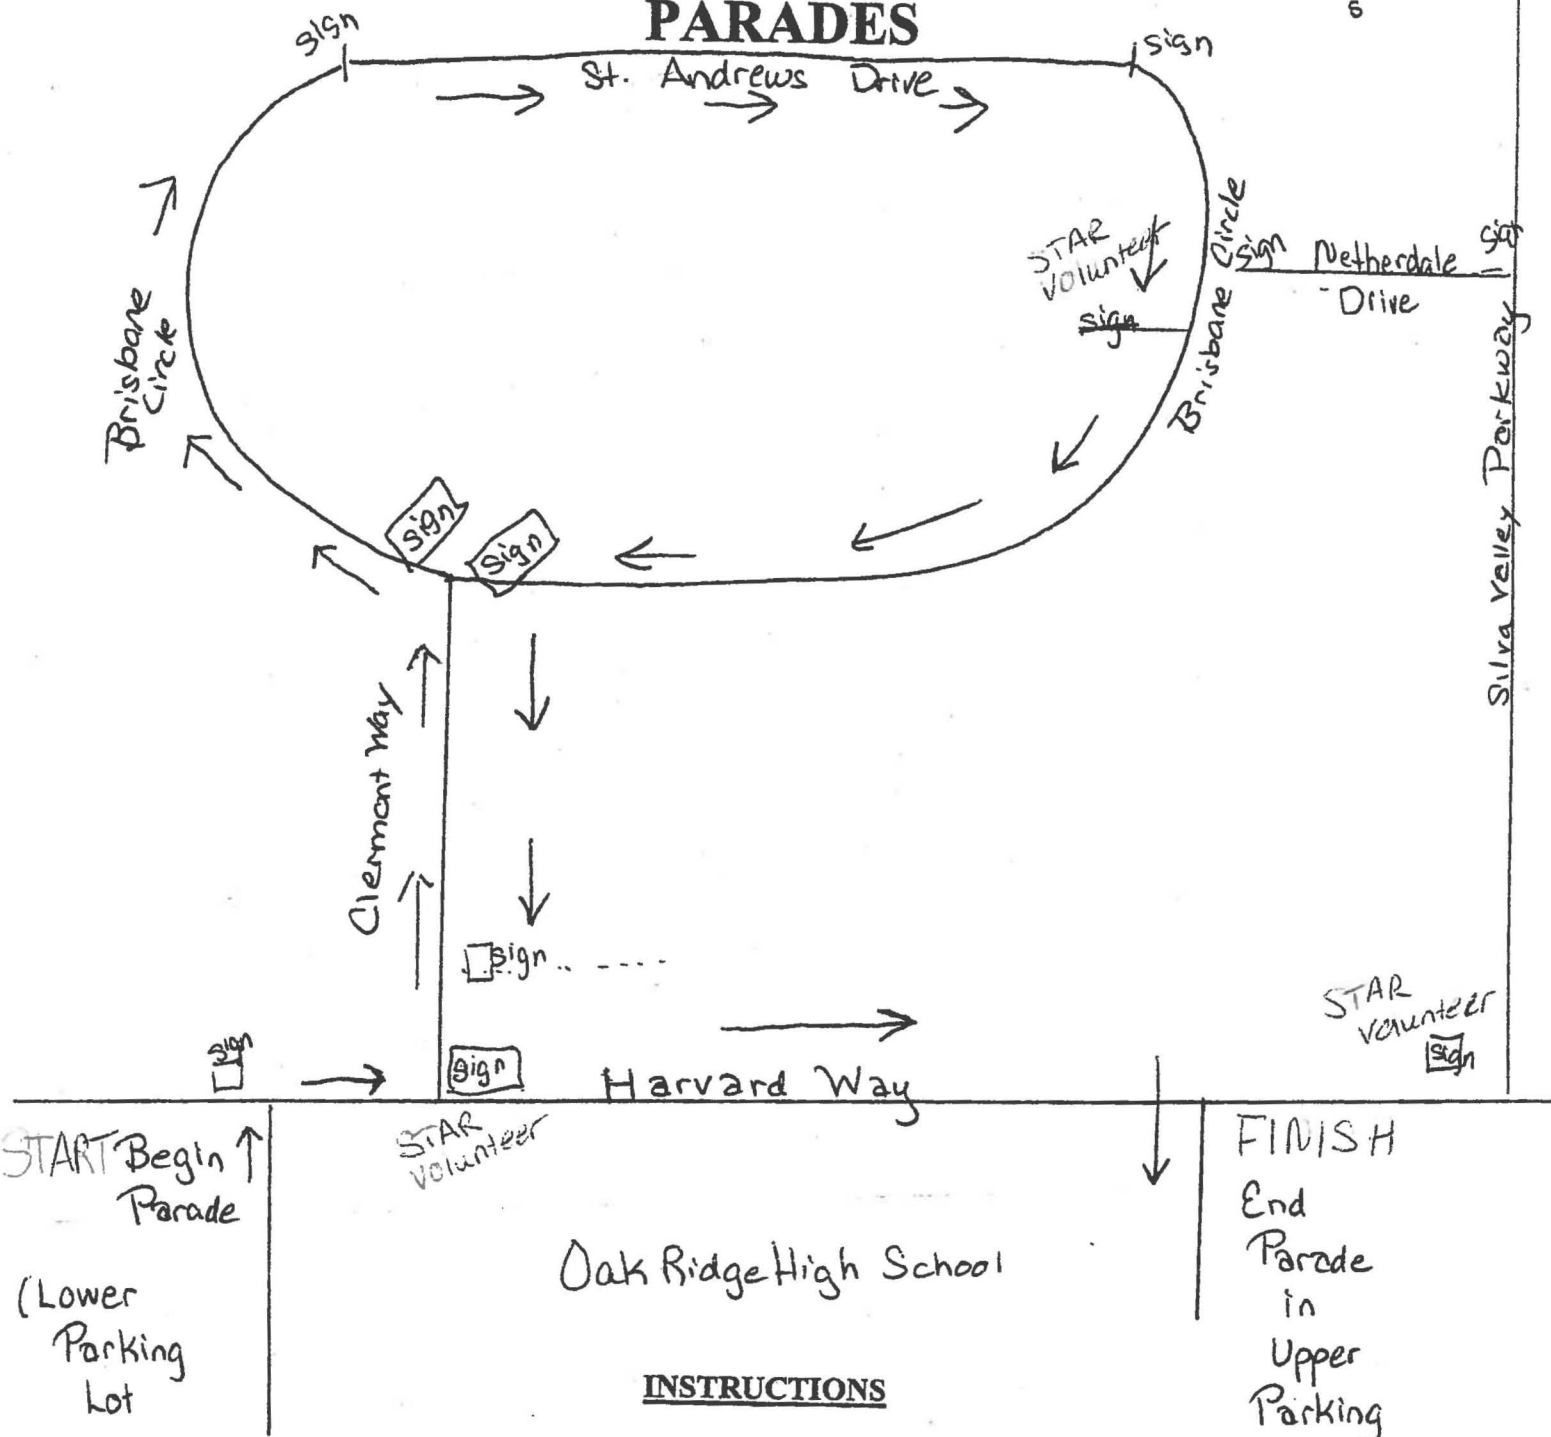 PARADES
s
sign
sign
St. Andrews Drive
STAR
volunteer
sign
Brisbane Circle
sign
Netherdale
Drive
Sign
Brisbane
Circle
sign
sign
Silva Valley Parkway
Clermont Way
sign
STAR
volunteer
sign
sign
sign
Harvard Way
START Begin
Parade
STAR
volunteer
FINISH
End
Parade
in
Upper
Parking
Oak Ridge High School
(Lower
Parking
Lot
INSTRUCTIONS